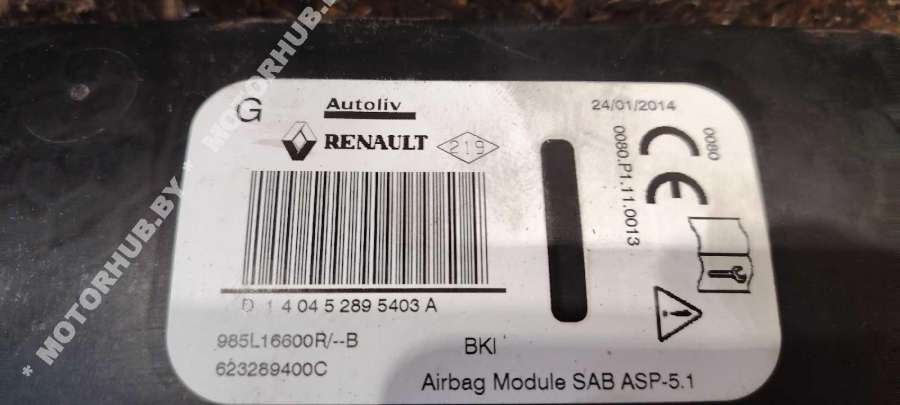 G
Autoliv
24/01/2014
RENAULT
219
0080
0080.P1.11.0013
CE
D 1 4 04 5 289 5403 A
985L16600R/--B
BKI
623289400C
Airbag Module SAB ASP-5.1
* MOTORHUB.BY * MOTORHUB.BY